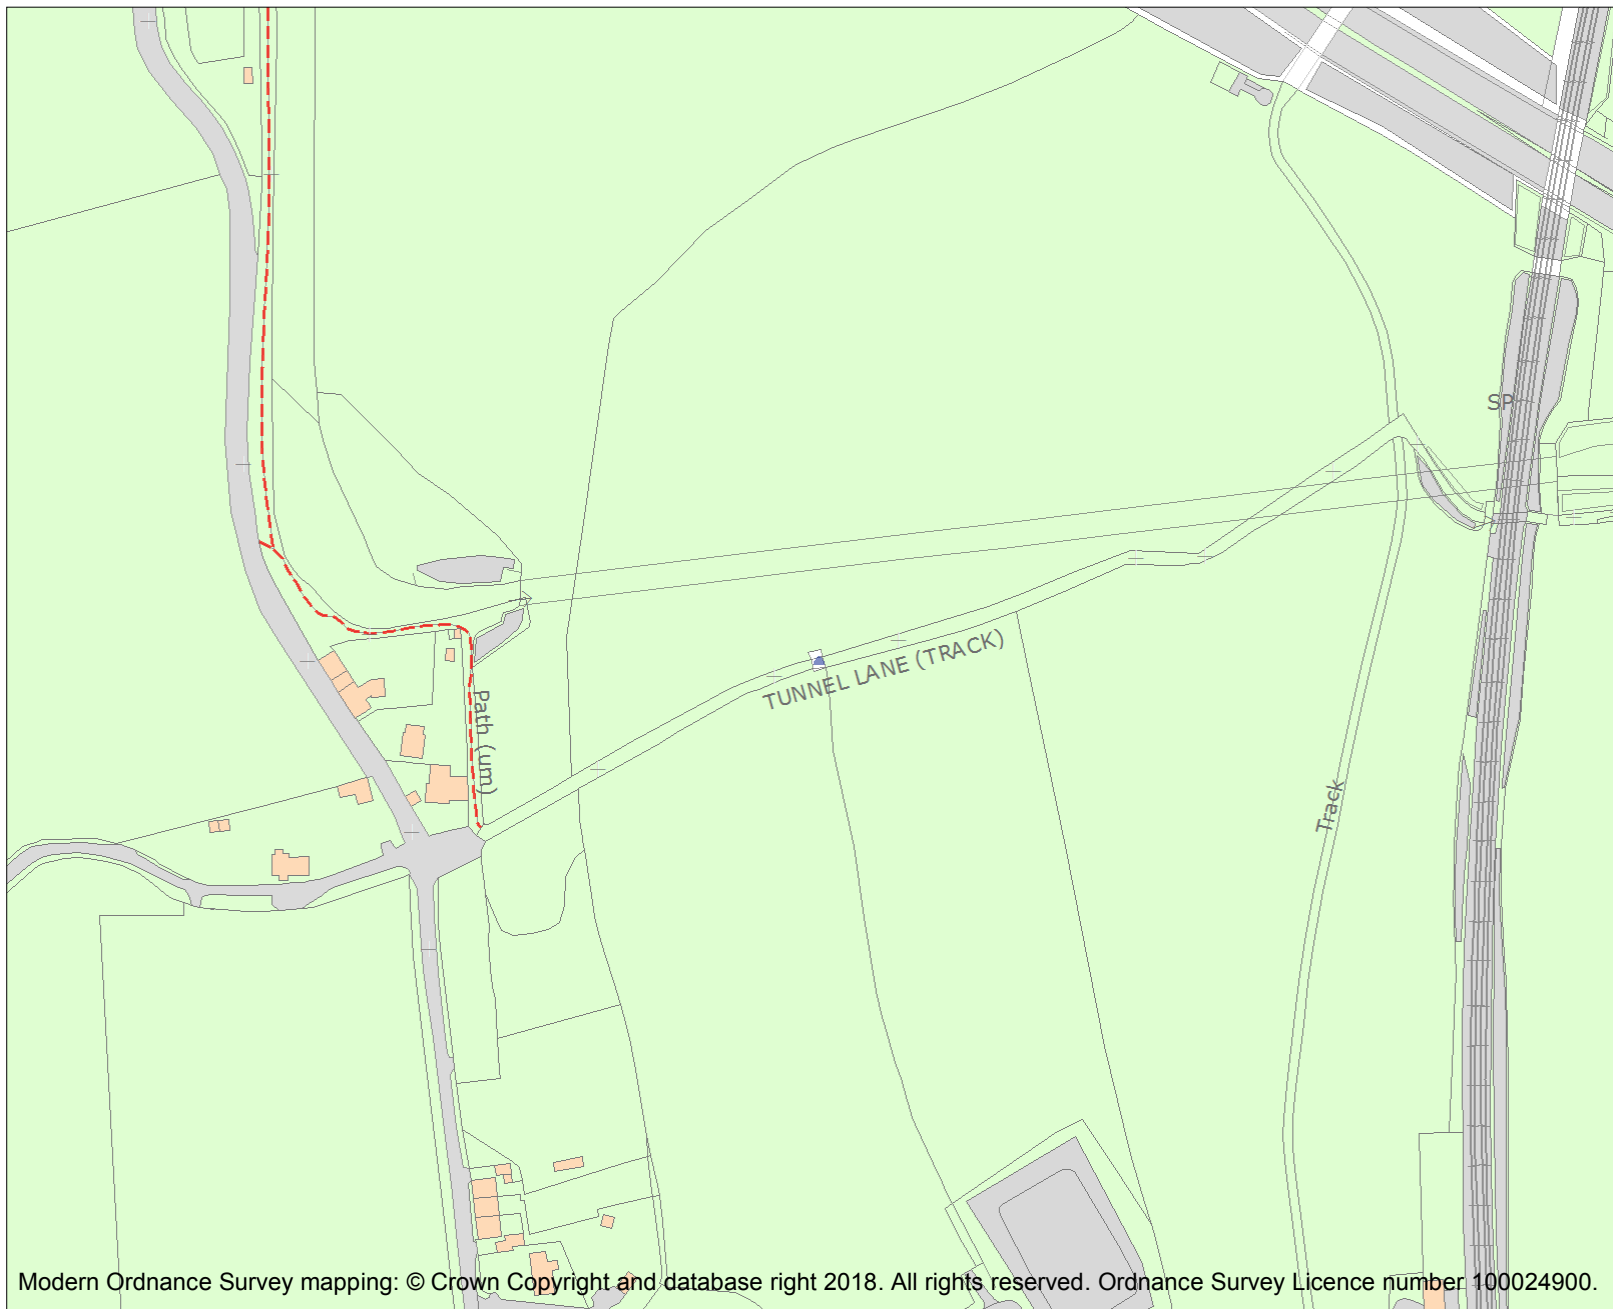 SP
TUNNEL LANE (TRACK)
Path (um)
Track
Modern Ordnance Survey mapping: © Crown Copyright and database right 2018. All rights reserved. Ordnance Survey Licence number 100024900.